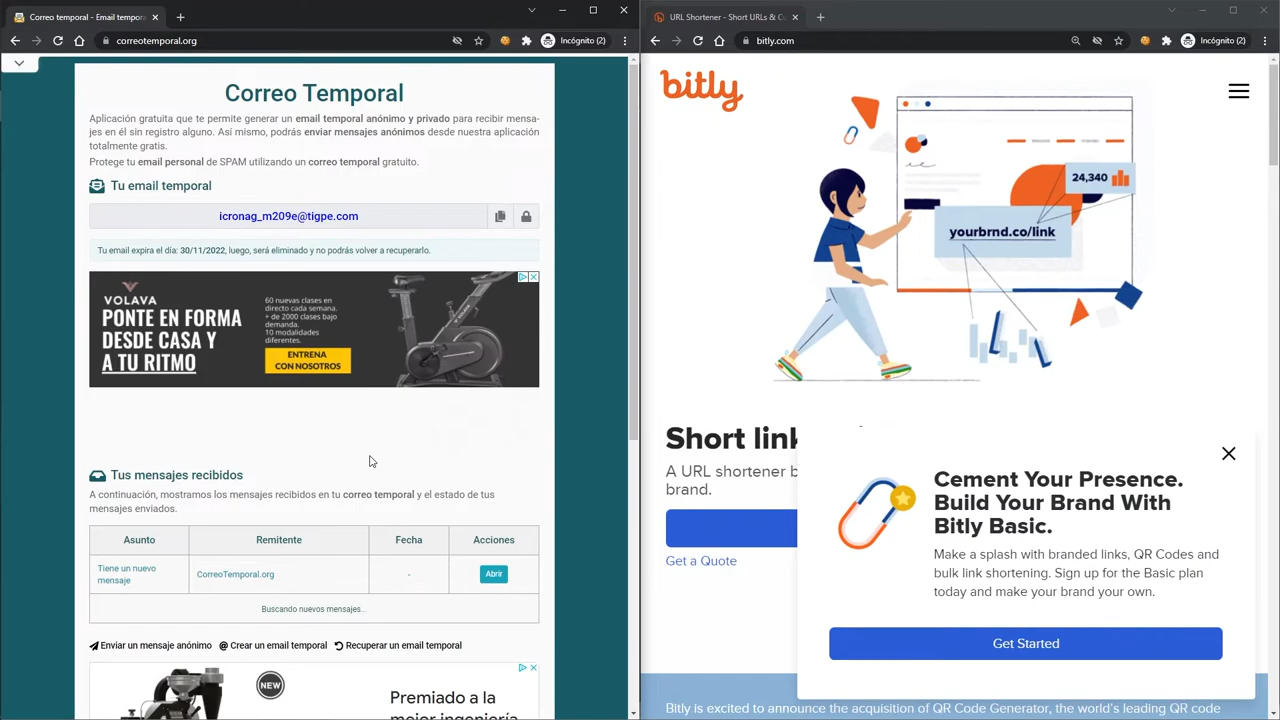 Correo temporal - Email tempora
Incógnito (2)
correotemporal.org
Correo Temporal
Aplicación gratuita que te permite generar un email temporal anónimo y privado para recibir mensa-
jes en él sin registro alguno. Así mismo, podrás enviar mensajes anónimos desde nuestra aplicación
totalmente gratis.
Protege tu email personal de SPAM utilizando un correo temporal gratuito.
Tu email temporal
icronag_m209e@tigpe.com
Tu email expira el día: 30/11/2022, luego, será eliminado y no podrás volver a recuperarlo.
VOLAVA
PONTE EN FORMA
DESDE CASA Y
A TU RITMO
60 nuevas clases en
directo cada semana.
+ de 2000 clases bajo
demanda.
10 modalidades
diferentes.
ENTRENA
CON NOSOTROS
Tus mensajes recibidos
A continuación, mostramos los mensajes recibidos en tu correo temporal y el estado de tus
mensajes enviados.
Asunto Remitente Fecha Acciones
Tiene un nuevo
mensaje
CorreoTemporal.org - Abrir
Buscando nuevos mensajes...
Enviar un mensaje anónimo @ Crear un email temporal Recuperar un email temporal
NEW
Premiado a la
mejor ingeniería
URL Shortener - Short URLs & Cu
bitly.com
Incógnito (2)
bitly
24,340
yourbrnd.co/link
Short link
A URL shortener b
brand.
Get a Quote
Cement Your Presence.
Build Your Brand With
Bitly Basic.
Make a splash with branded links, QR Codes and
bulk link shortening. Sign up for the Basic plan
today and make your brand your own.
Get Started
Bitly is excited to announce the acquisition of QR Code Generator, the world's leading QR code